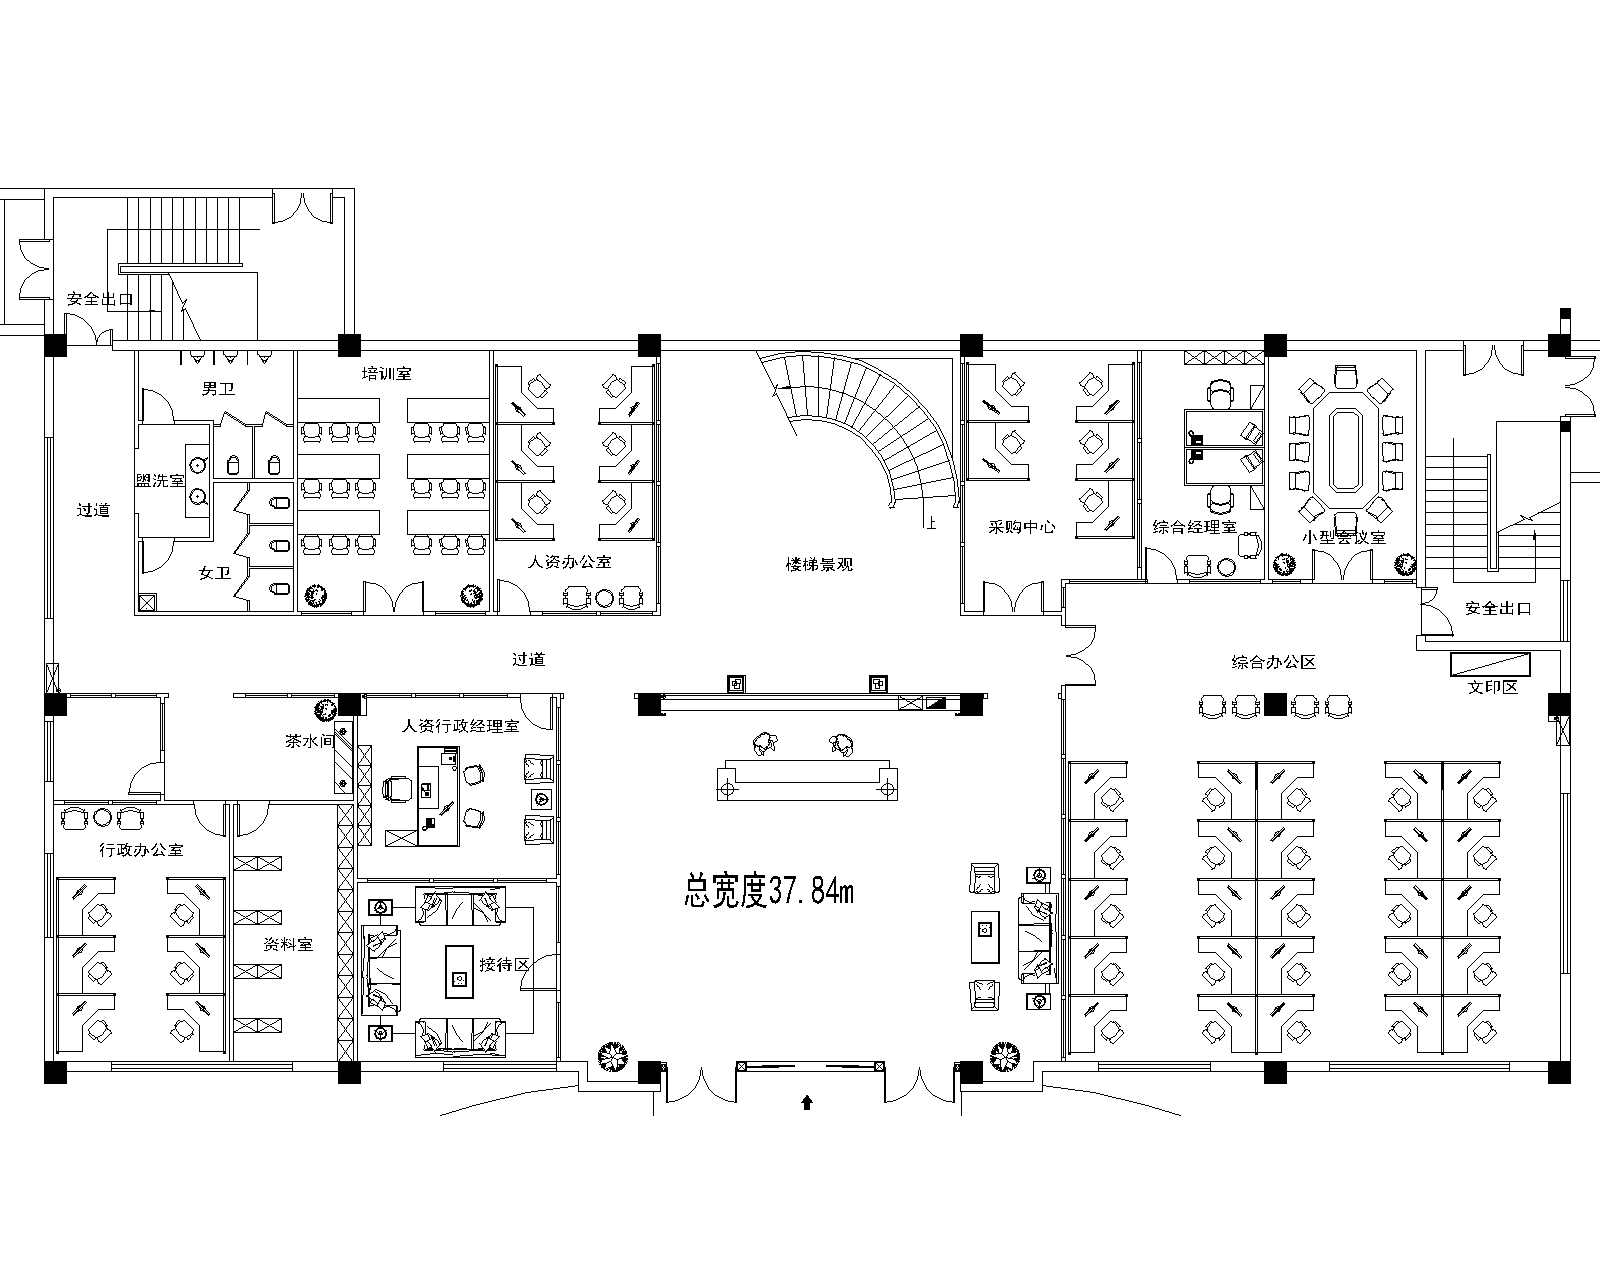 安全出口
男卫
培训室
盥洗室
过道
女卫
人资办公室
上
楼梯景观
采购中心
综合经理室
小型会议室
安全出口
过道
综合办公区
文印区
茶水间
人资行政经理室
行政办公室
资料室
接待区
总宽度37.84m